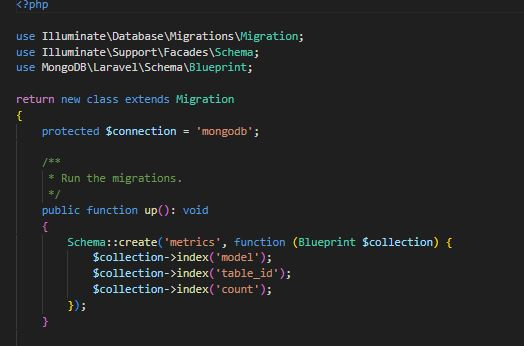 <?php
use Illuminate\Database\Migrations\Migration;
use Illuminate\Support\Facades\Schema;
use MongoDB\Laravel\Schema\Blueprint;
return new class extends Migration
{
    protected $connection = 'mongodb';
    /**
     * Run the migrations.
     */
    public function up(): void
    {
        Schema::create('metrics', function (Blueprint $collection) {
            $collection->index('model');
            $collection->index('table_id');
            $collection->index('count');
        });
    }